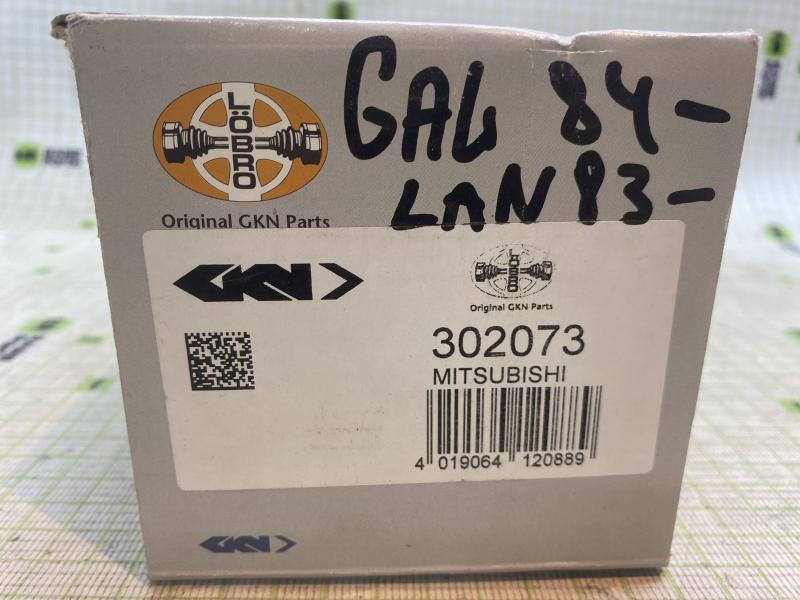 GAL 84-
LAN 83-
LÖBRO
Original GKN Parts
GKN
LÖBRO
Original GKN Parts
302073
MITSUBISHI
4 019064 120889
GKN